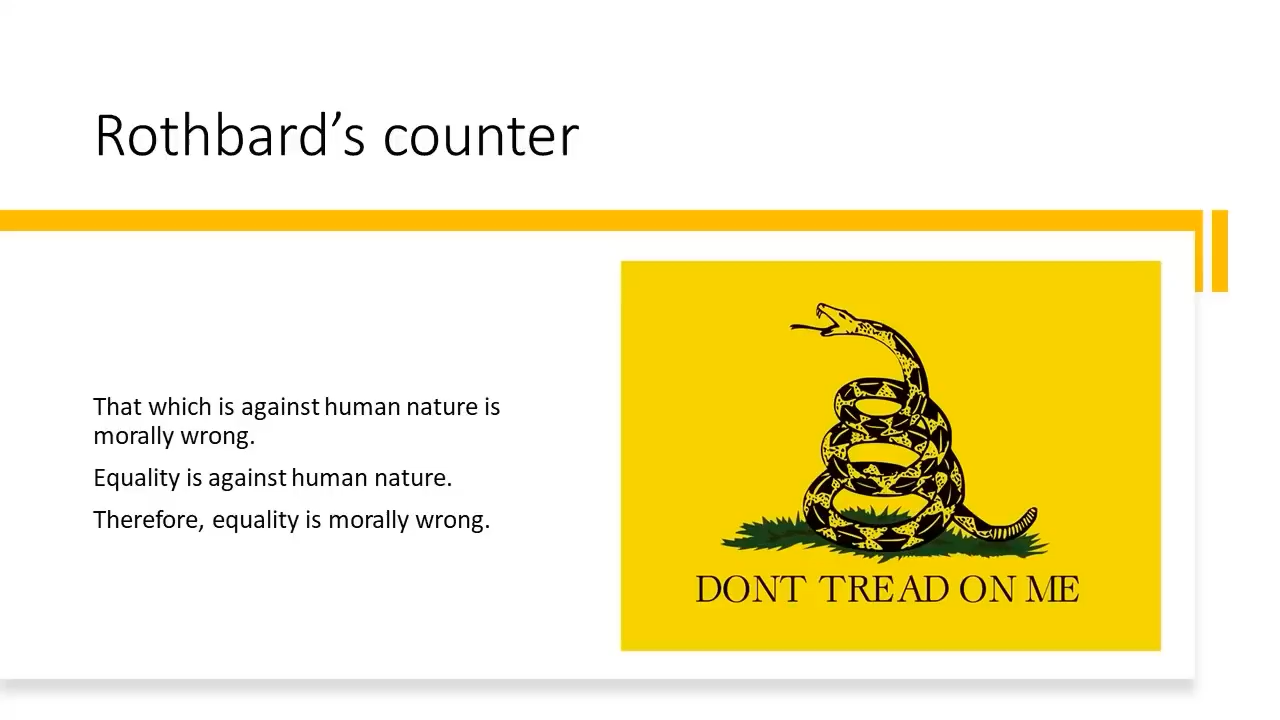 Rothbard’s counter
That which is against human nature is
morally wrong.
Equality is against human nature.
Therefore, equality is morally wrong.
DONT TREAD ON ME